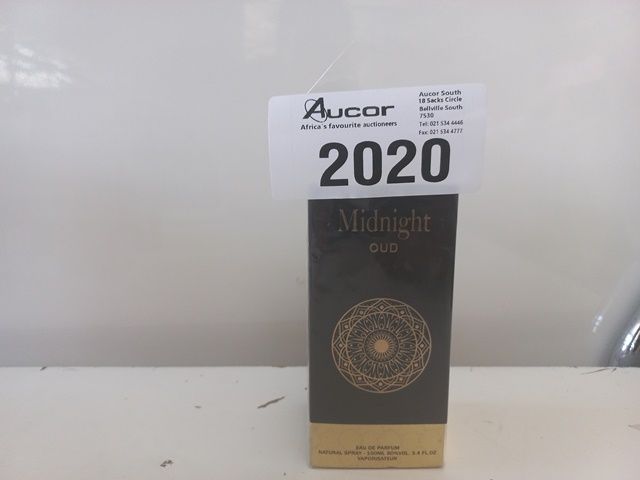 Aucor
Africa's favourite auctioneers
Aucor South
18 Sacks Circle
Bellville South
7530
Tel: 021 534 4446
Fax: 021 534 4777
2020
Midnight
OUD
EAU DE PARFUM
NATURAL SPRAY - 100ML 80%VOL. 3.4 FL.OZ
VAPORISATEUR